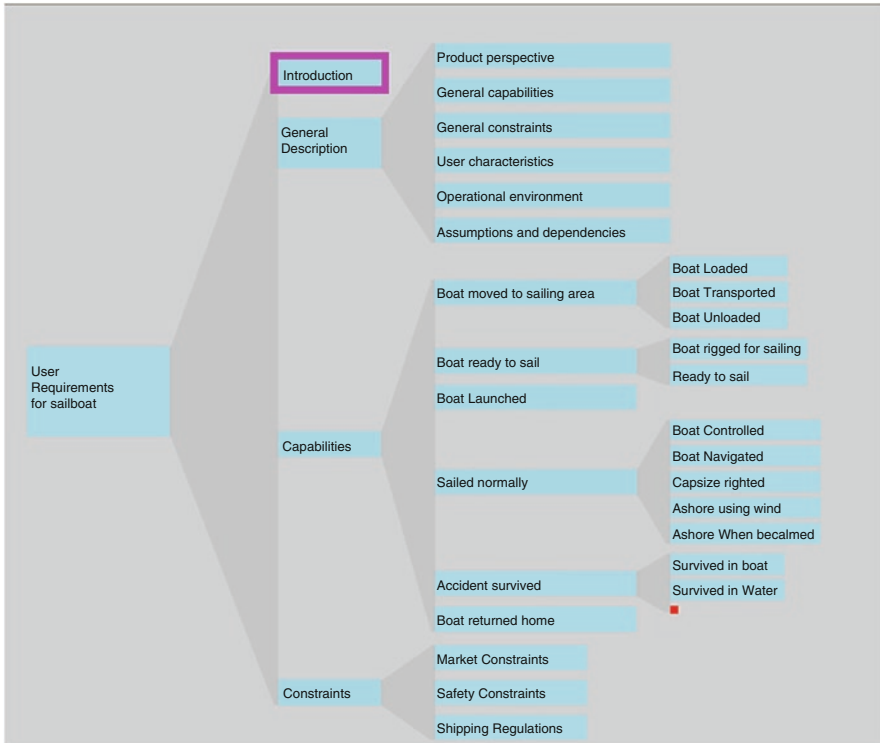 User
Requirements
for sailboat
Introduction
General
Description
Product perspective
General capabilities
General constraints
User characteristics
Operational environment
Assumptions and dependencies
Capabilities
Boat moved to sailing area
Boat Loaded
Boat Transported
Boat Unloaded
Boat ready to sail
Boat rigged for sailing
Ready to sail
Boat Launched
Sailed normally
Boat Controlled
Boat Navigated
Capsize righted
Ashore using wind
Ashore When becalmed
Accident survived
Survived in boat
Survived in Water
Boat returned home
Constraints
Market Constraints
Safety Constraints
Shipping Regulations